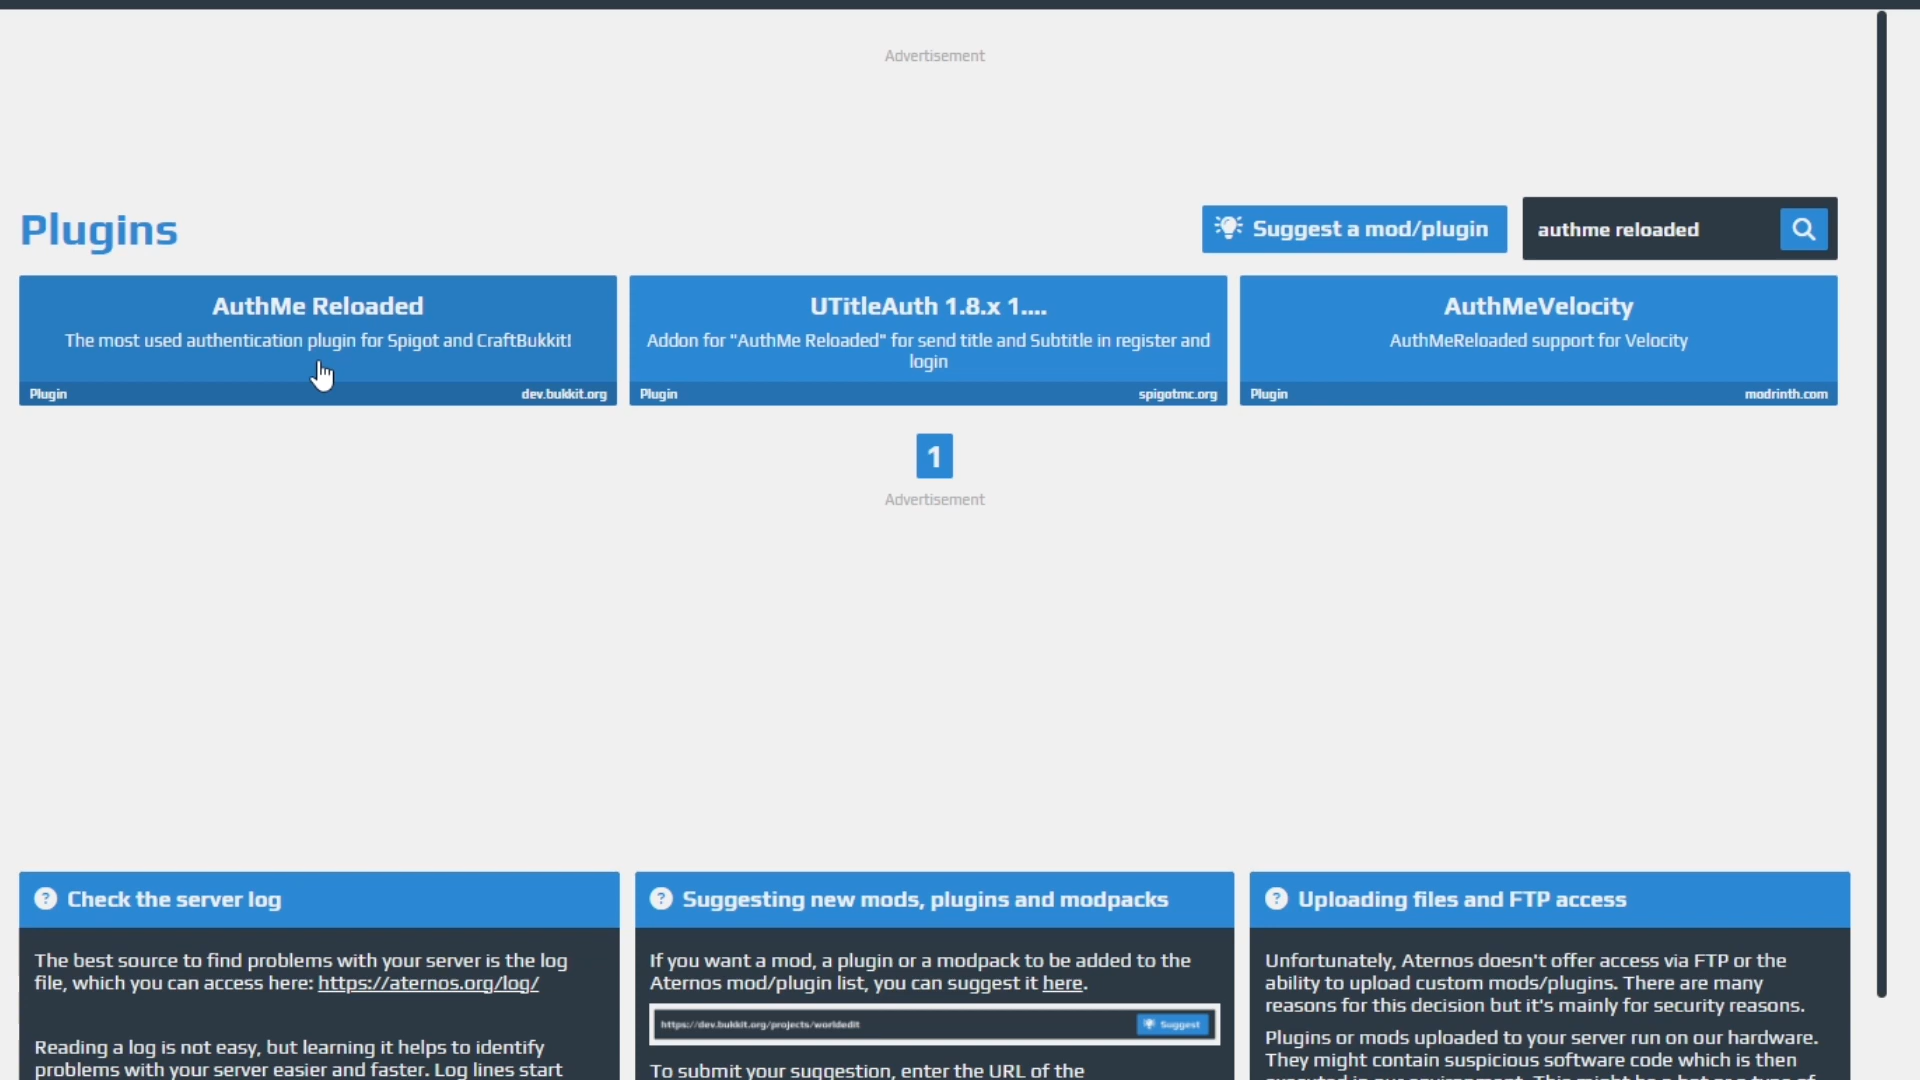 Advertisement
Plugins
Suggest a mod/plugin
authme reloaded
AuthMe Reloaded
The most used authentication plugin for Spigot and CraftBukkit!
Plugin
dev.bukkit.org
UTitleAuth 1.8.x 1....
Addon for "AuthMe Reloaded" for send title and Subtitle in register and
login
Plugin
spigotmc.org
AuthMeVelocity
AuthMeReloaded support for Velocity
Plugin
modrinth.com
1
Advertisement
? Check the server log
The best source to find problems with your server is the log
file, which you can access here: https://aternos.org/log/
Reading a log is not easy, but learning it helps to identify
problems with your server easier and faster. Log lines start
? Suggesting new mods, plugins and modpacks
If you want a mod, a plugin or a modpack to be added to the
Aternos mod/plugin list, you can suggest it here.
https://dev.bukkit.org/projects/worldedit
Suggest
To submit your suggestion, enter the URL of the
? Uploading files and FTP access
Unfortunately, Aternos doesn't offer access via FTP or the
ability to upload custom mods/plugins. There are many
reasons for this decision but it's mainly for security reasons.
Plugins or mods uploaded to your server run on our hardware.
They might contain suspicious software code which is then